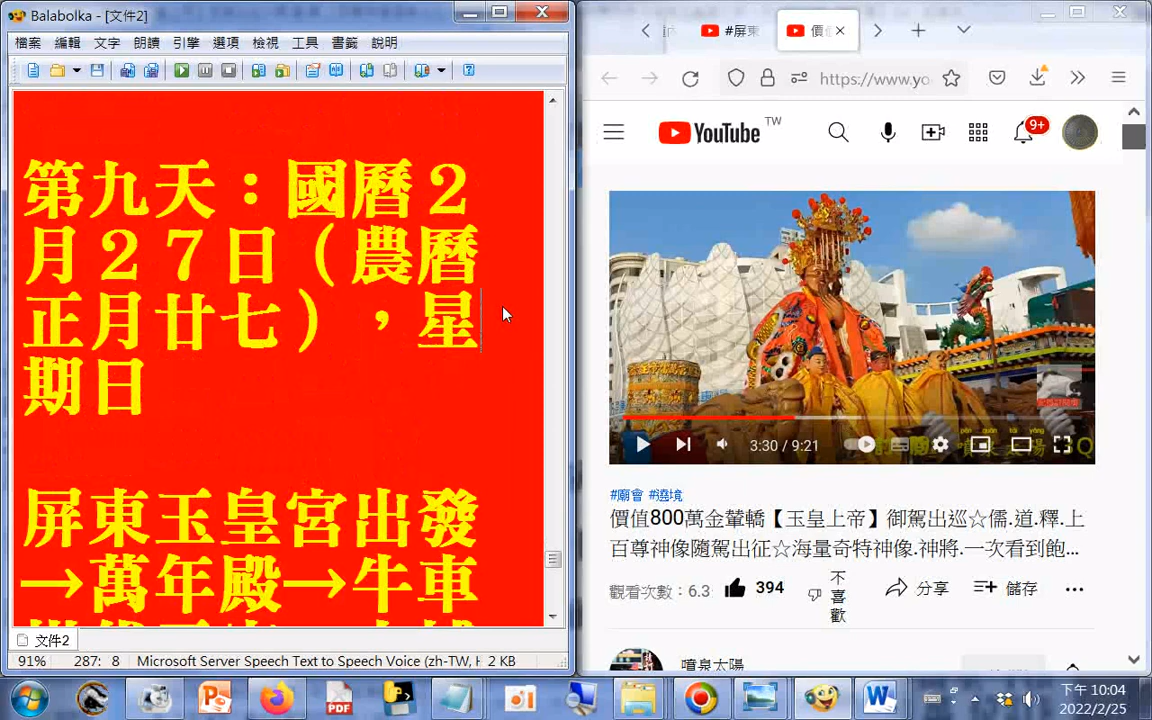 Balabolka - [文件2]
檔案 編輯 文字 朗讀 引擎 選項 檢視 工具 書籤 說明
第九天：國曆２
月２７日（農曆
正月廿七），星
期日
屏東玉皇宮出發
→萬年殿→牛車
文件2
91% 287: 8 Microsoft Server Speech Text to Speech Voice (zh-TW, H 2 KB
#屏東
價
https://www.yo
YouTube TW
9+
3:30 / 9:21
#廟會 #遶境
價值800萬金輦轎【玉皇上帝】御駕出巡☆儒.道.釋.上
百尊神像隨駕出征☆海量奇特神像.神將.一次看到飽...
觀看次數：6.3
394
不喜歡
分享
儲存
噴泉太陽
下午 10:04
2022/2/25